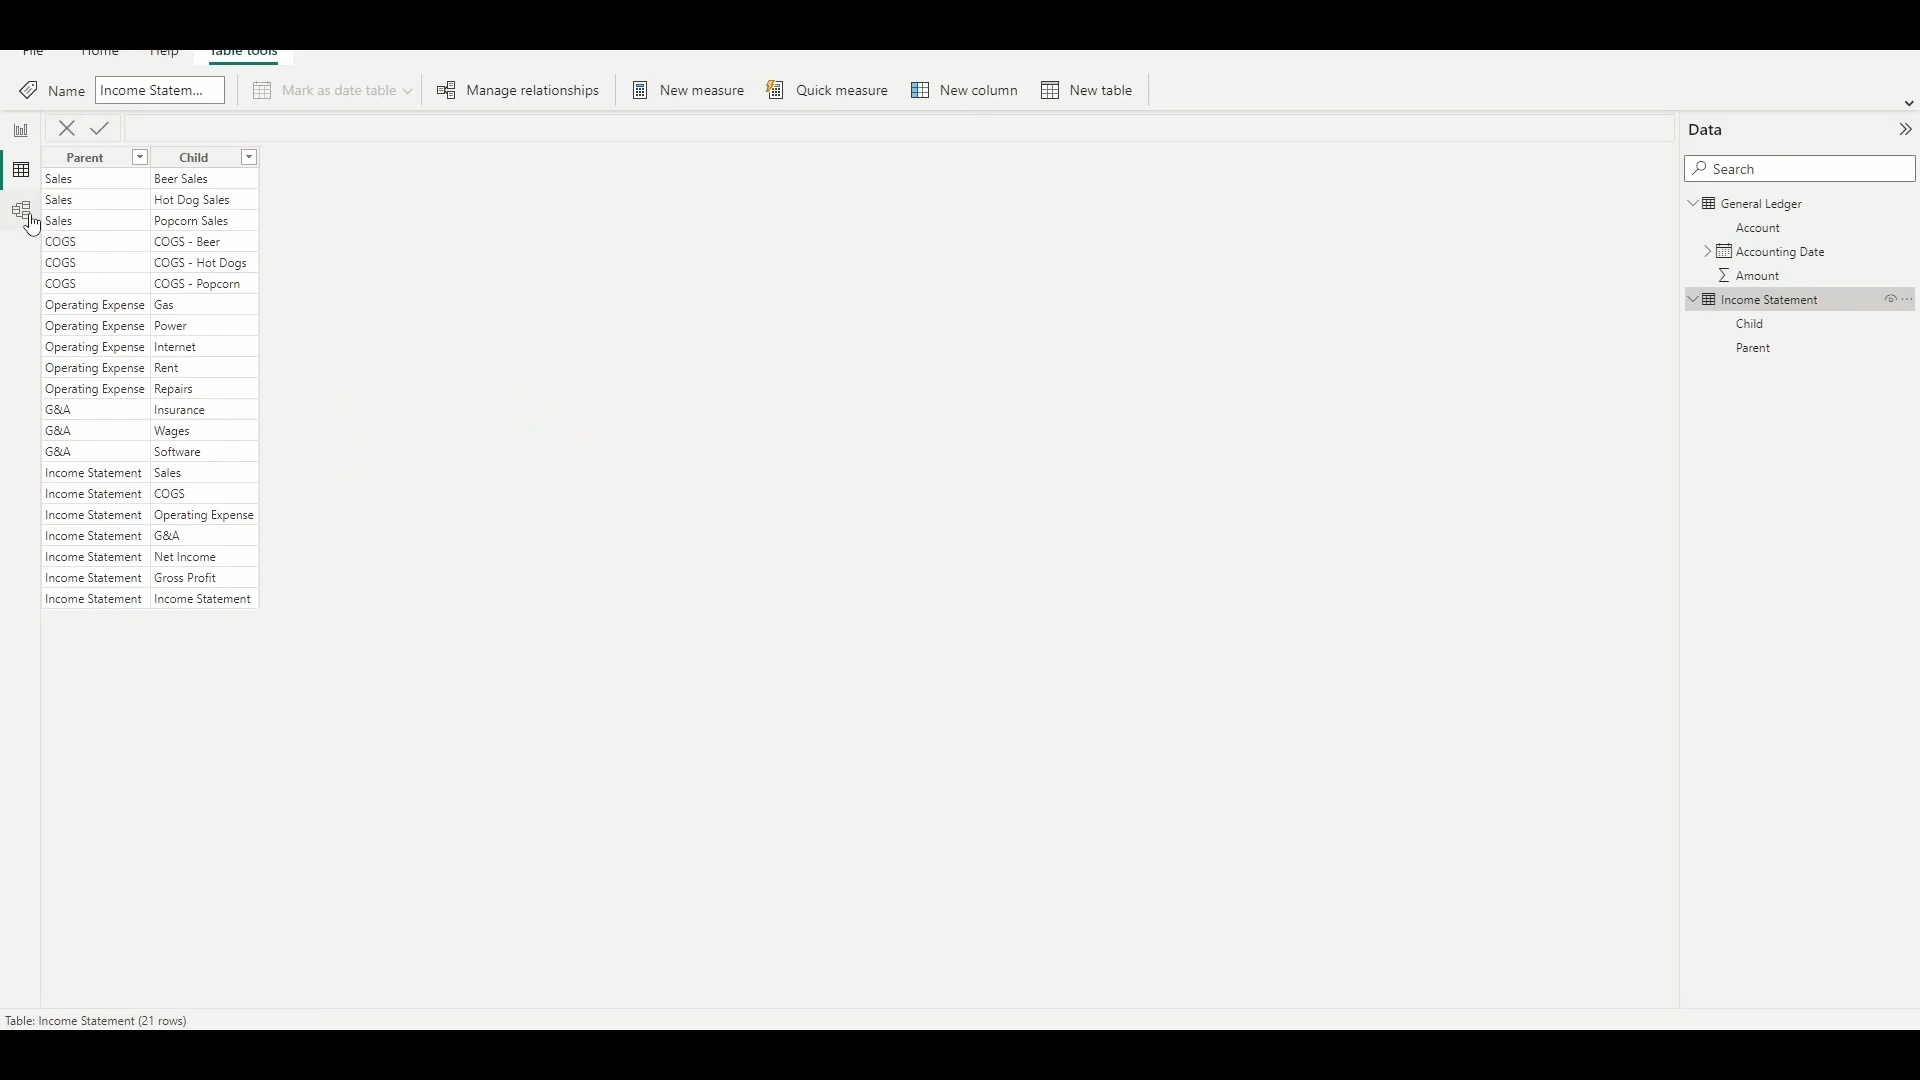 File Home Help Table tools
Name Income Statem... Mark as date table Manage relationships New measure Quick measure New column New table
Parent Child
Sales Beer Sales
Sales Hot Dog Sales
Sales Popcorn Sales
COGS COGS - Beer
COGS COGS - Hot Dogs
COGS COGS - Popcorn
Operating Expense Gas
Operating Expense Power
Operating Expense Internet
Operating Expense Rent
Operating Expense Repairs
G&A Insurance
G&A Wages
G&A Software
Income Statement Sales
Income Statement COGS
Income Statement Operating Expense
Income Statement G&A
Income Statement Net Income
Income Statement Gross Profit
Income Statement Income Statement
Data
Search
General Ledger
Account
Accounting Date
Amount
Income Statement
Child
Parent
Table: Income Statement (21 rows)